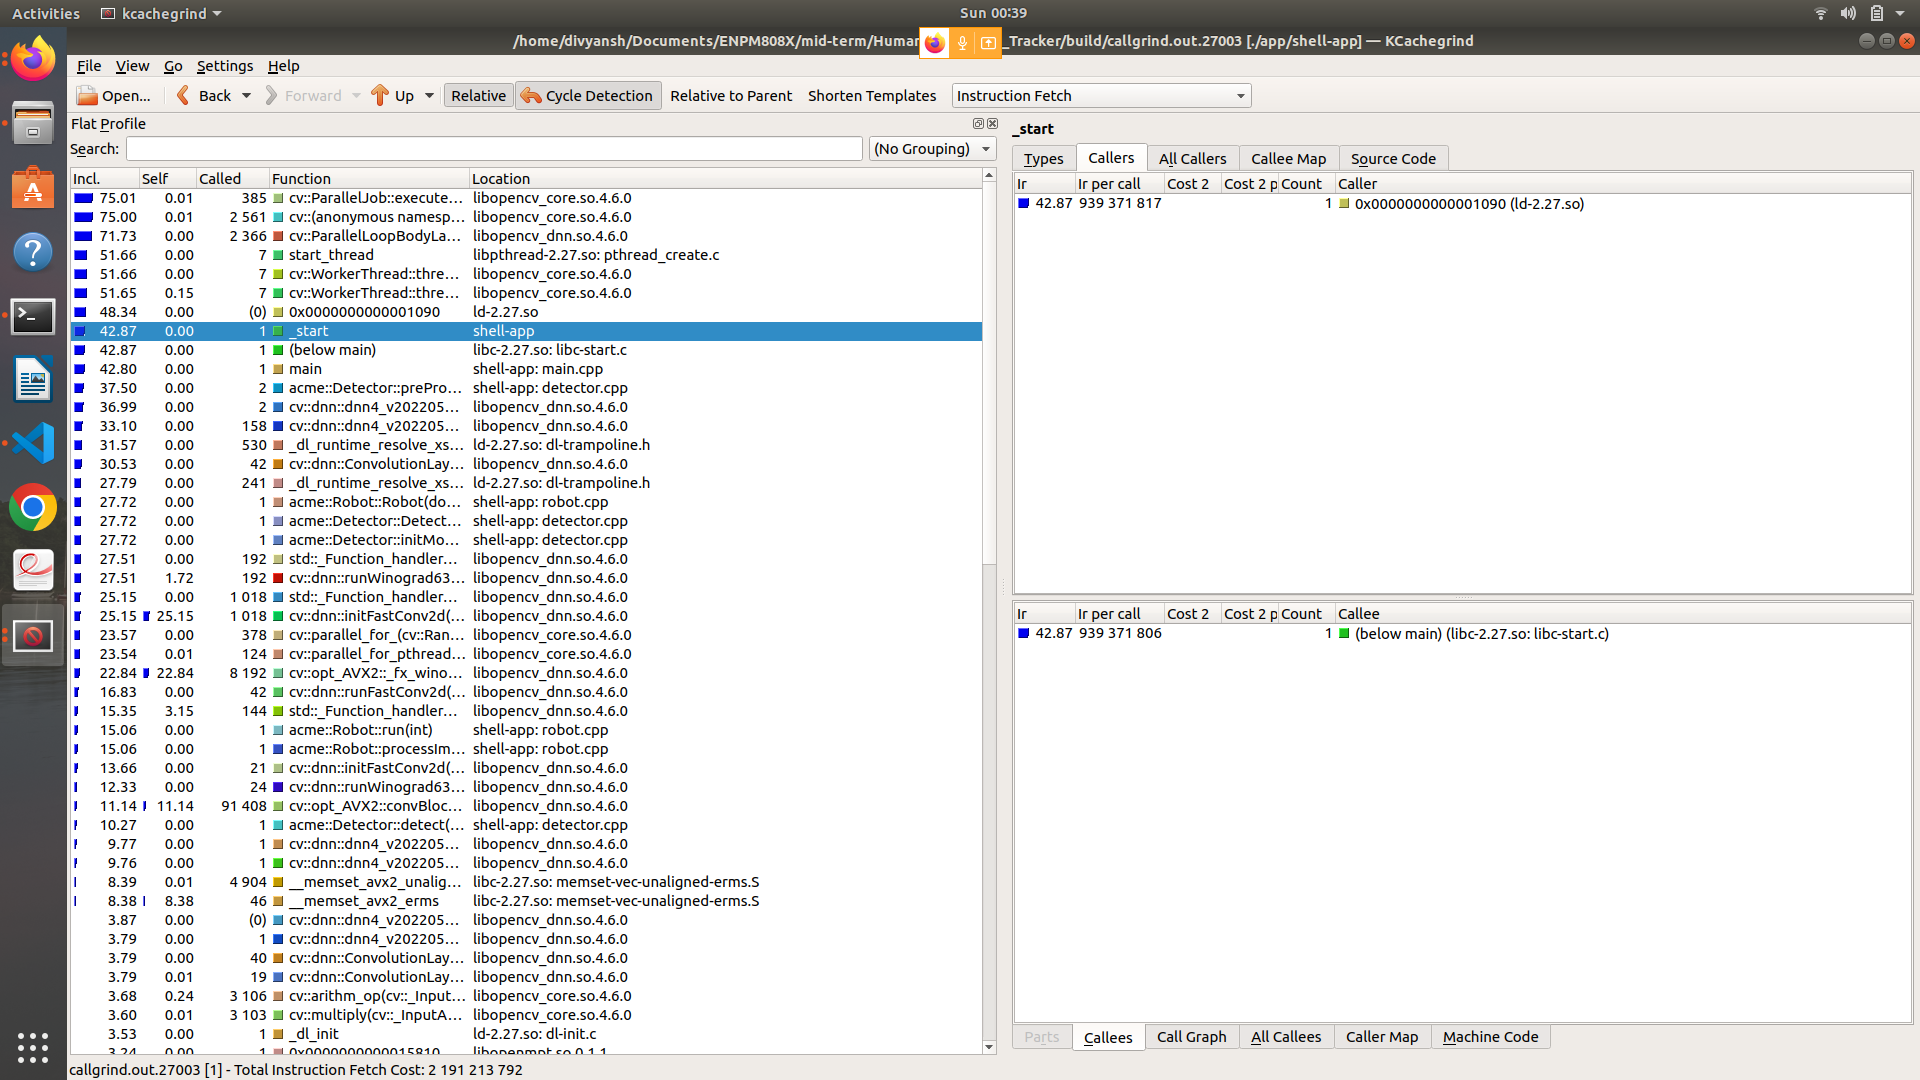 Activities kcachegrind Sun 00:39
/home/divyansh/Documents/ENPM808X/mid-term/Human _Tracker/build/callgrind.out.27003 [./app/shell-app] — KCachegrind
File View Go Settings Help
Open... Back Forward Up Relative Cycle Detection Relative to Parent Shorten Templates Instruction Fetch
Flat Profile
Search: (No Grouping)
Incl. Self Called Function Location
75.01 0.01 385 cv::ParallelJob::execute... libopencv_core.so.4.6.0
75.00 0.01 2 561 cv::(anonymous namesp... libopencv_core.so.4.6.0
71.73 0.00 2 366 cv::ParallelLoopBodyLa... libopencv_dnn.so.4.6.0
51.66 0.00 7 start_thread libpthread-2.27.so: pthread_create.c
51.66 0.00 7 cv::WorkerThread::thre... libopencv_core.so.4.6.0
51.65 0.15 7 cv::WorkerThread::thre... libopencv_core.so.4.6.0
48.34 0.00 (0) 0x0000000000001090 ld-2.27.so
42.87 0.00 1 _start shell-app
42.87 0.00 1 (below main) libc-2.27.so: libc-start.c
42.80 0.00 1 main shell-app: main.cpp
37.50 0.00 2 acme::Detector::prePro... shell-app: detector.cpp
36.99 0.00 2 cv::dnn::dnn4_v202205... libopencv_dnn.so.4.6.0
33.10 0.00 158 cv::dnn::dnn4_v202205... libopencv_dnn.so.4.6.0
31.57 0.00 530 _dl_runtime_resolve_xs... ld-2.27.so: dl-trampoline.h
30.53 0.00 42 cv::dnn::ConvolutionLay... libopencv_dnn.so.4.6.0
27.79 0.00 241 _dl_runtime_resolve_xs... ld-2.27.so: dl-trampoline.h
27.72 0.00 1 acme::Robot::Robot(do... shell-app: robot.cpp
27.72 0.00 1 acme::Detector::Detect... shell-app: detector.cpp
27.72 0.00 1 acme::Detector::initMo... shell-app: detector.cpp
27.51 0.00 192 std::_Function_handler... libopencv_dnn.so.4.6.0
27.51 1.72 192 cv::dnn::runWinograd63... libopencv_dnn.so.4.6.0
25.15 0.00 1 018 std::_Function_handler... libopencv_dnn.so.4.6.0
25.15 25.15 1 018 cv::dnn::initFastConv2d(... libopencv_dnn.so.4.6.0
23.57 0.00 378 cv::parallel_for_(cv::Ran... libopencv_core.so.4.6.0
23.54 0.01 124 cv::parallel_for_pthread... libopencv_core.so.4.6.0
22.84 22.84 8 192 cv::opt_AVX2::_fx_wino... libopencv_dnn.so.4.6.0
16.83 0.00 42 cv::dnn::runFastConv2d(... libopencv_dnn.so.4.6.0
15.35 3.15 144 std::_Function_handler... libopencv_dnn.so.4.6.0
15.06 0.00 1 acme::Robot::run(int) shell-app: robot.cpp
15.06 0.00 1 acme::Robot::processIm... shell-app: robot.cpp
13.66 0.00 21 cv::dnn::initFastConv2d(... libopencv_dnn.so.4.6.0
12.33 0.00 24 cv::dnn::runWinograd63... libopencv_dnn.so.4.6.0
11.14 11.14 91 408 cv::opt_AVX2::convBloc... libopencv_dnn.so.4.6.0
10.27 0.00 1 acme::Detector::detect(... shell-app: detector.cpp
9.77 0.00 1 cv::dnn::dnn4_v202205... libopencv_dnn.so.4.6.0
9.76 0.00 1 cv::dnn::dnn4_v202205... libopencv_dnn.so.4.6.0
8.39 0.01 4 904 __memset_avx2_unalig... libc-2.27.so: memset-vec-unaligned-erms.S
8.38 8.38 46 __memset_avx2_erms libc-2.27.so: memset-vec-unaligned-erms.S
3.87 0.00 (0) cv::dnn::dnn4_v202205... libopencv_dnn.so.4.6.0
3.79 0.00 1 cv::dnn::dnn4_v202205... libopencv_dnn.so.4.6.0
3.79 0.00 40 cv::dnn::ConvolutionLay... libopencv_dnn.so.4.6.0
3.79 0.01 19 cv::dnn::ConvolutionLay... libopencv_dnn.so.4.6.0
3.68 0.24 3 106 cv::arithm_op(cv::_Input... libopencv_core.so.4.6.0
3.60 0.01 3 103 cv::multiply(cv::_InputA... libopencv_core.so.4.6.0
3.53 0.00 1 _dl_init ld-2.27.so: dl-init.c
3.24 0.00 1 0x0000000000015810 libopenmpt.so.0.1.1
_start
Types Callers All Callers Callee Map Source Code
Ir Ir per call Cost 2 Cost 2 p Count Caller
42.87 939 371 817 1 0x0000000000001090 (ld-2.27.so)
Ir Ir per call Cost 2 Cost 2 p Count Callee
42.87 939 371 806 1 (below main) (libc-2.27.so: libc-start.c)
Parts Callees Call Graph All Callees Caller Map Machine Code
callgrind.out.27003 [1] - Total Instruction Fetch Cost: 2 191 213 792